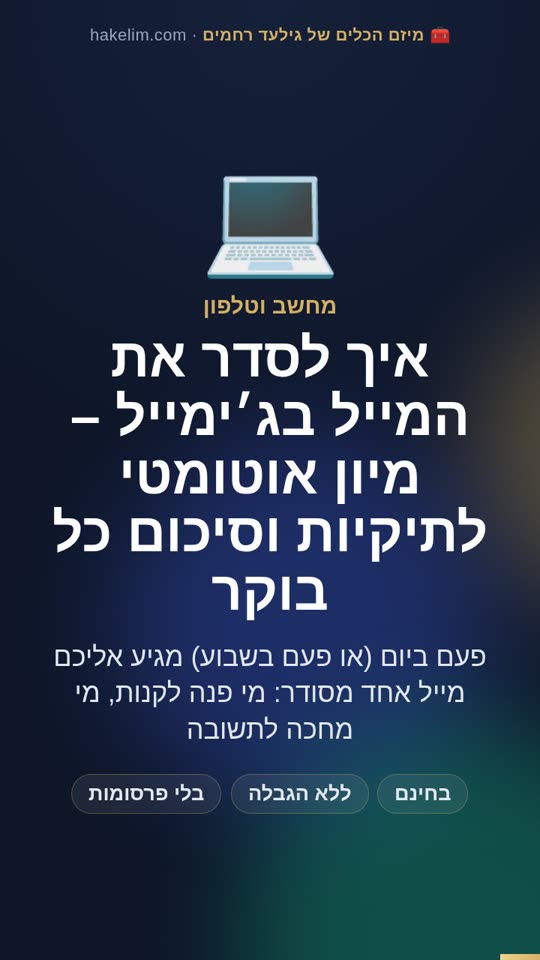 🧰 מיזם הכלים של גילעד רחמים · hakelim.com
מחשב וטלפון
איך לסדר את
המייל בג׳ימייל –
מיון אוטומטי
לתיקיות וסיכום כל
בוקר
פעם ביום (או פעם בשבוע) מגיע אליכם
מייל אחד מסודר: מי פנה לקנות, מי
מחכה לתשובה
בחינם
ללא הגבלה
בלי פרסומות